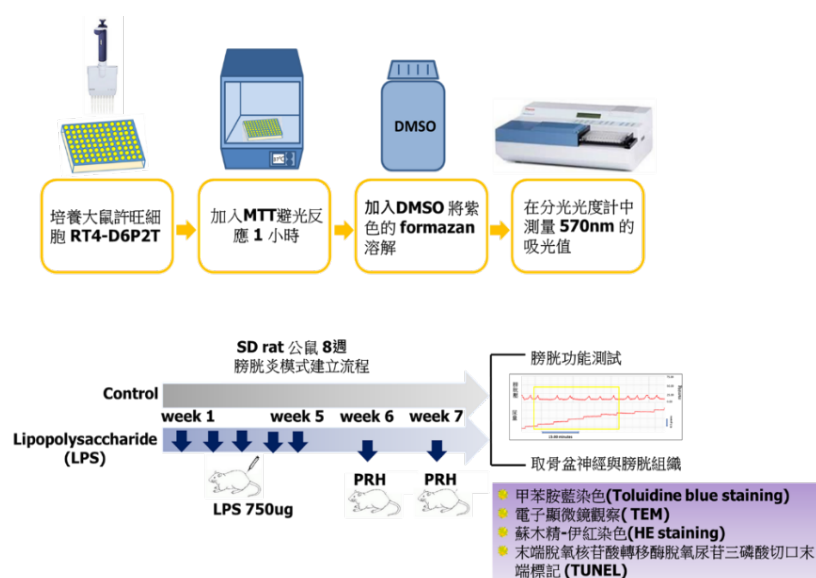 DMSO
培養大鼠許旺細
胞 RT4-D6P2T
加入MTT避光反
應 1 小時
加入DMSO 將紫
色的 formazan
溶解
在分光光度計中
測量 570nm 的
吸光值
SD rat 公鼠 8週
膀胱炎模式建立流程
Control
week 1
week 5
week 6
week 7
Lipopolysaccharide
(LPS)
LPS 750ug
PRH
PRH
膀胱功能測試
取骨盆神經與膀胱組織
甲苯胺藍染色(Toluidine blue staining)
電子顯微鏡觀察( TEM)
蘇木精-伊紅染色(HE staining)
末端脫氧核苷酸轉移酶脫氧尿苷三磷酸切口末
端標記 (TUNEL)